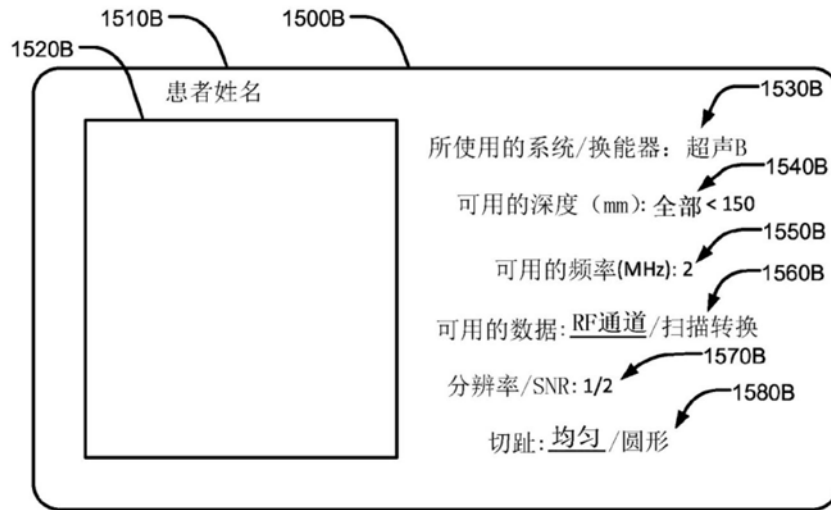 1510B
1500B
1520B
患者姓名
1530B
所使用的系统/换能器: 超声B
1540B
可用的深度（mm): 全部<150
1550B
可用的频率(MHz): 2
1560B
可用的数据: RF通道/扫描转换
1570B
分辨率/SNR: 1/2
1580B
切趾: 均匀/圆形